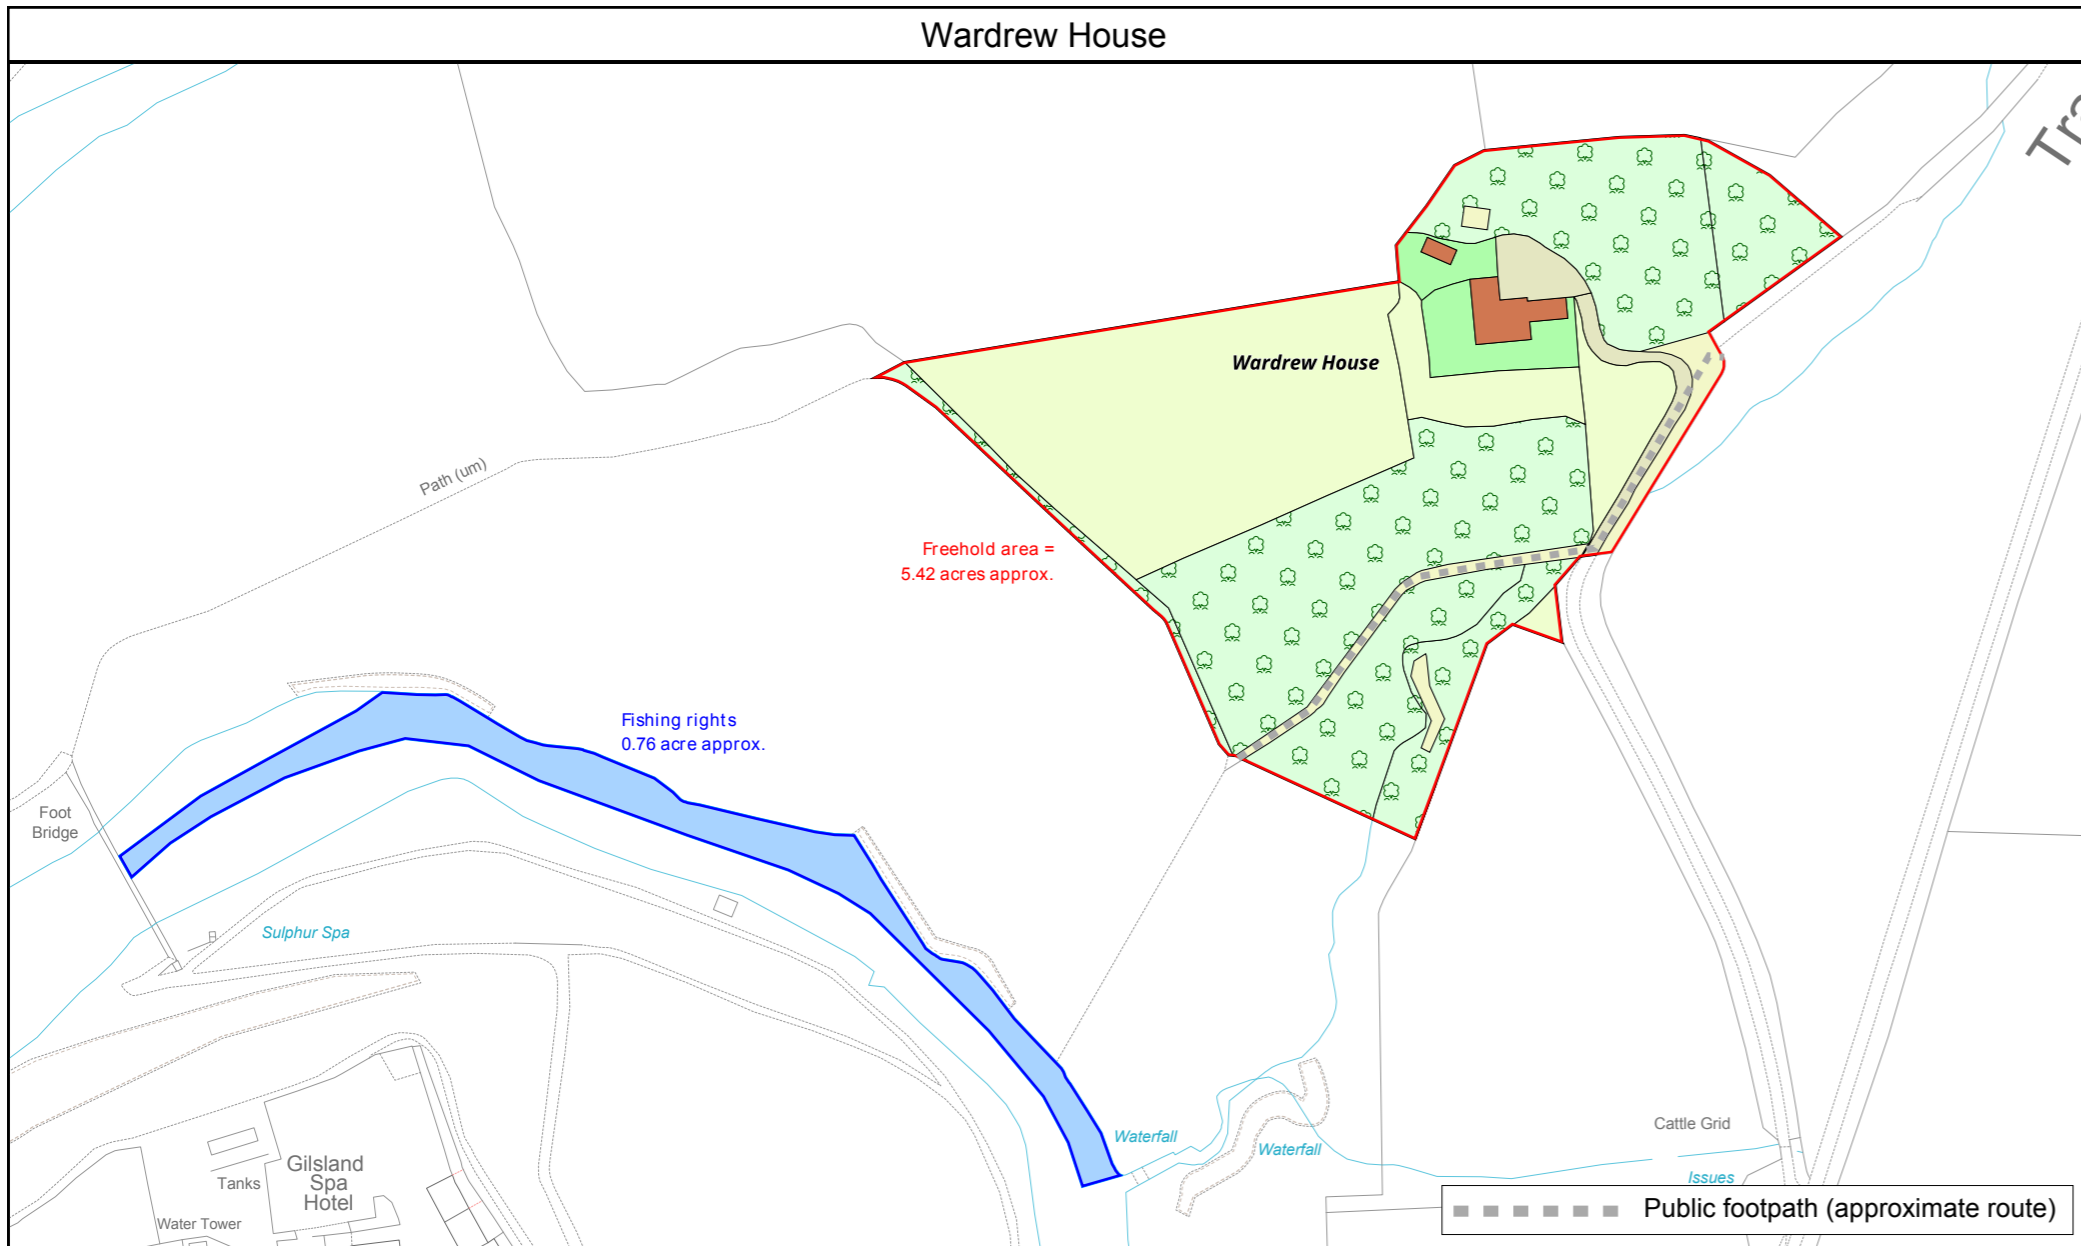 Wardrew House
Tra
Wardrew House
Path (um)
Freehold area =
5.42 acres approx.
Fishing rights
0.76 acre approx.
Foot
Bridge
Sulphur Spa
Waterfall
Waterfall
Cattle Grid
Issues
Gilsland
Spa
Hotel
Tanks
Water Tower
Public footpath (approximate route)